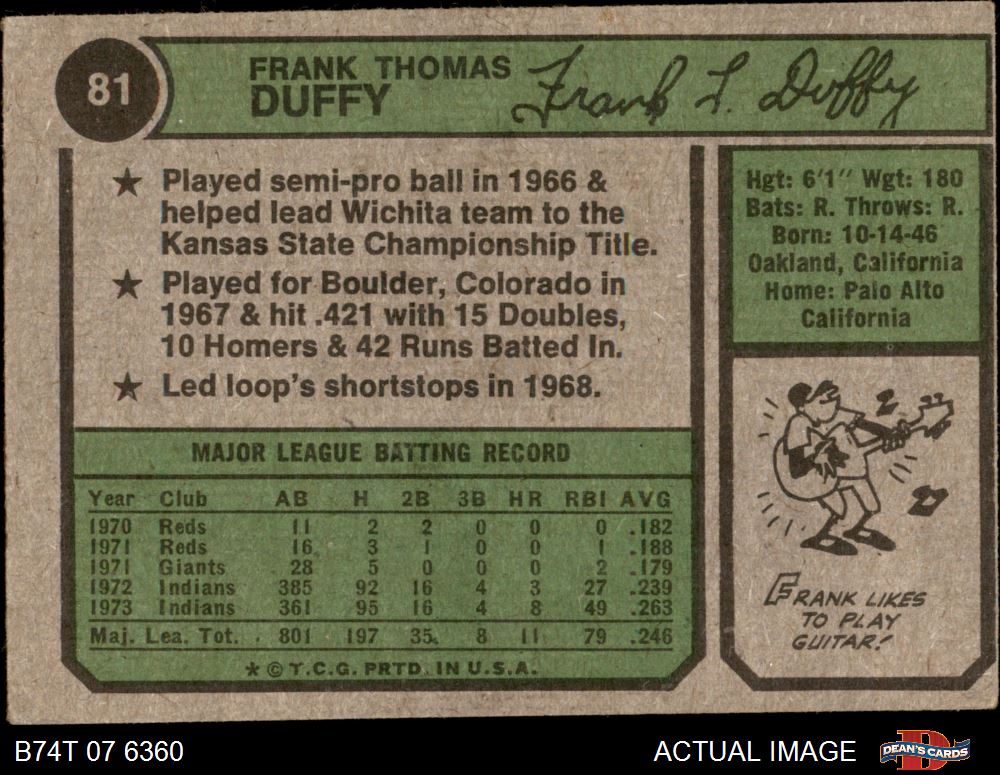 81
FRANK THOMAS
DUFFY
Frank T. Duffy
★ Played semi-pro ball in 1966 &
helped lead Wichita team to the
Kansas State Championship Title.
★ Played for Boulder, Colorado in
1967 & hit .421 with 15 Doubles,
10 Homers & 42 Runs Batted In.
★ Led loop's shortstops in 1968.
Hgt: 6'1" Wgt: 180
Bats: R. Throws: R.
Born: 10-14-46
Oakland, California
Home: Palo Alto
California
MAJOR LEAGUE BATTING RECORD
Year Club AB H 2B 3B HR RBI AVG
1970 Reds 11 2 2 0 0 0 .182
1971 Reds 16 3 1 0 0 1 .188
1971 Giants 28 5 0 0 0 2 .179
1972 Indians 385 92 16 4 3 27 .239
1973 Indians 361 95 16 4 8 49 .263
Maj. Lea. Tot. 801 197 35 8 11 79 .246
★ © T.C.G. PRTD. IN U.S.A.
FRANK LIKES
TO PLAY
GUITAR!
B74T 07 6360
ACTUAL IMAGE
DEAN'S CARDS